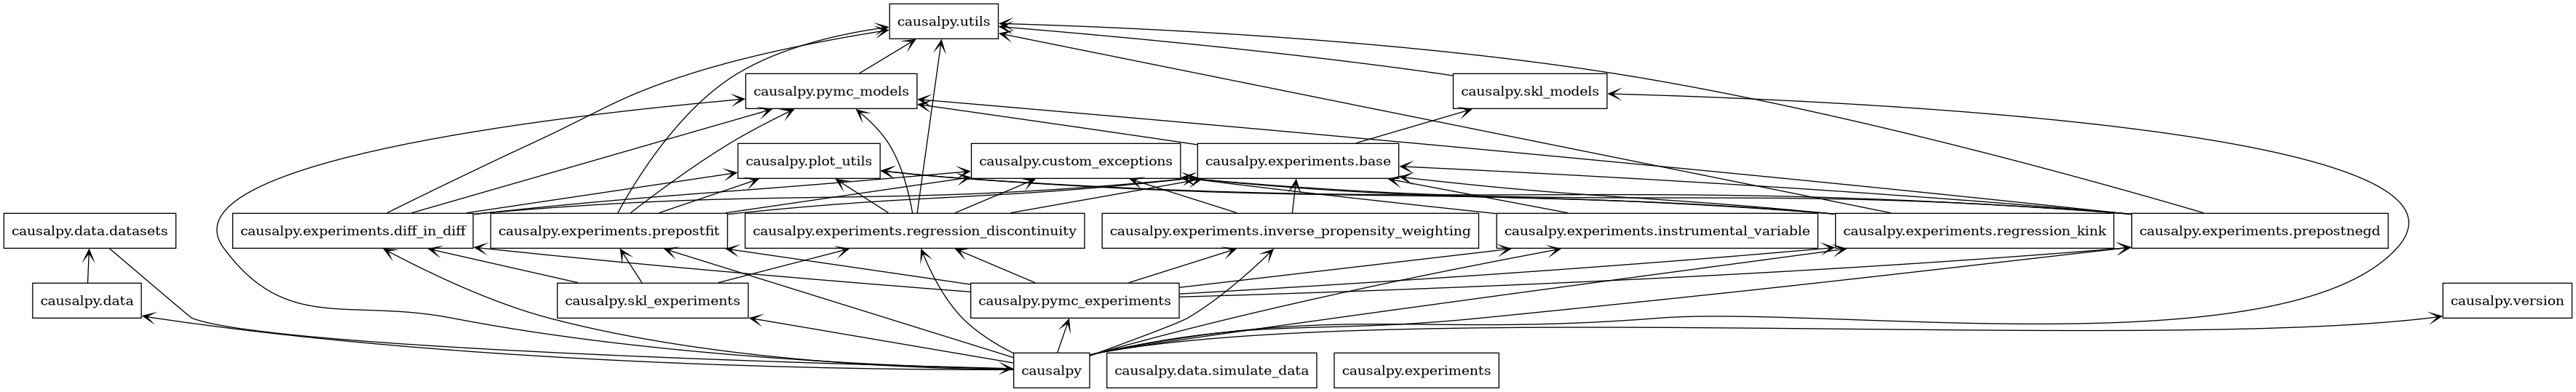 causalpy.utils
causalpy.pymc_models
causalpy.skl_models
causalpy.plot_utils
causalpy.custom_exceptions
causalpy.experiments.base
causalpy.data.datasets
causalpy.experiments.diff_in_diff
causalpy.experiments.prepostfit
causalpy.experiments.regression_discontinuity
causalpy.experiments.inverse_propensity_weighting
causalpy.experiments.instrumental_variable
causalpy.experiments.regression_kink
causalpy.experiments.prepostnegd
causalpy.data
causalpy.skl_experiments
causalpy.pymc_experiments
causalpy.version
causalpy
causalpy.data.simulate_data
causalpy.experiments